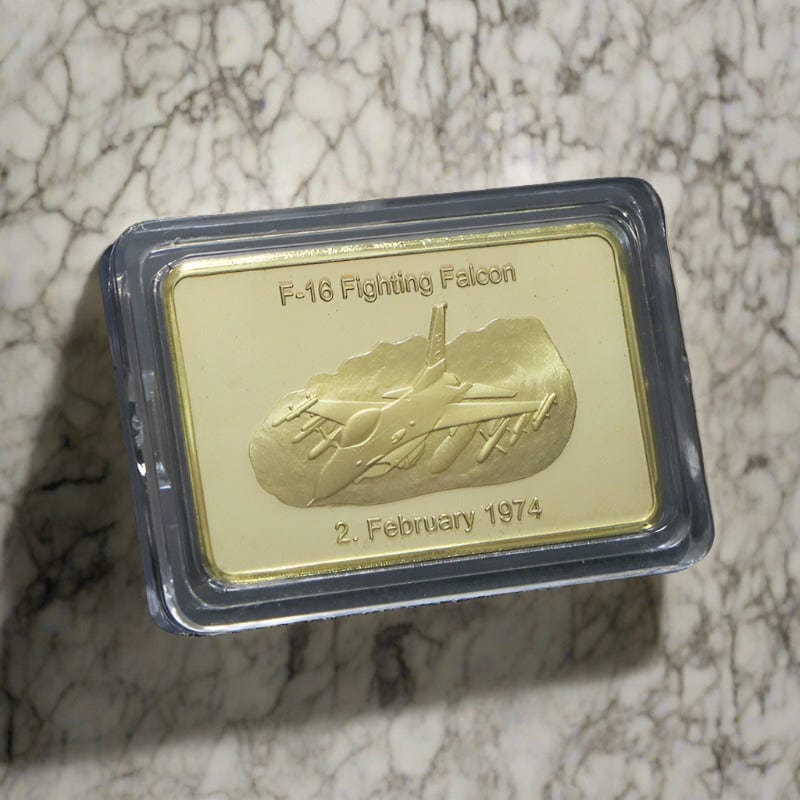 F-16 Fighting Falcon
2. February 1974